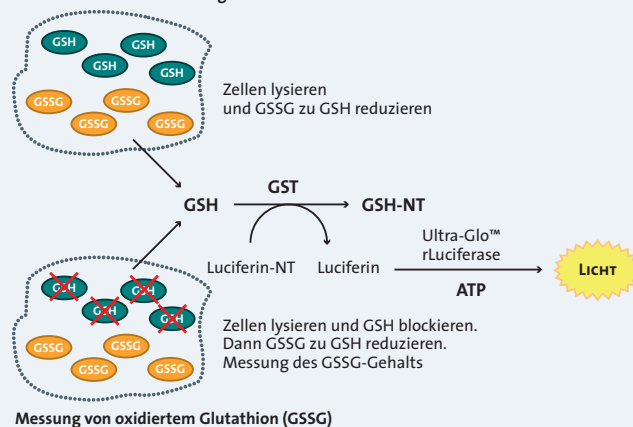 GSH
GSH
GSH
GSH
GSSG
GSSG
GSSG
GSSG
Zellen lysieren
und GSSG zu GSH reduzieren
GSH
GST
GSH-NT
Luciferin-NT
Luciferin
Ultra-Glo™
rLuciferase
ATP
LICHT
GSH
GSH
GSH
GSH
GSSG
GSSG
GSSG
GSSG
Zellen lysieren und GSH blockieren.
Dann GSSG zu GSH reduzieren.
Messung des GSSG-Gehalts
Messung von oxidiertem Glutathion (GSSG)